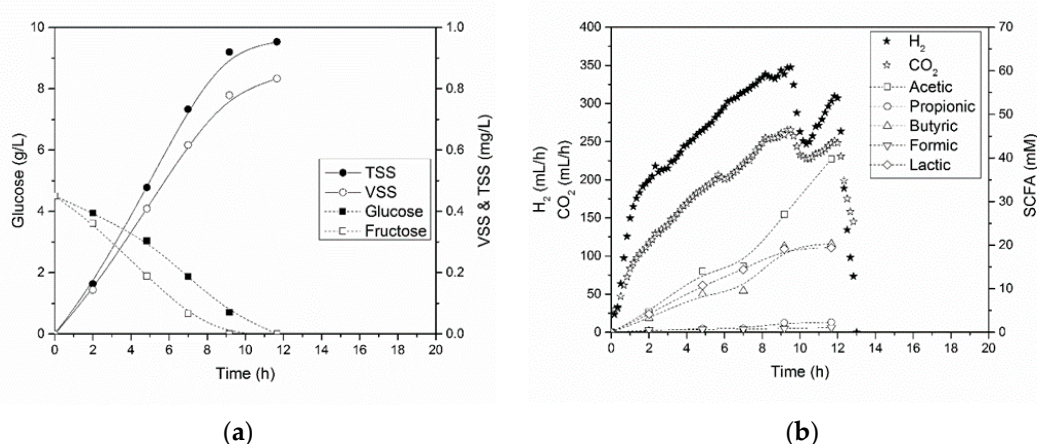 10
8
6
4
2
0
Glucose (g/L)
1.0
0.8
0.6
0.4
0.2
0.0
VSS & TSS (mg/L)
TSS
VSS
Glucose
Fructose
0 2 4 6 8 10 12 14 16 18 20
Time (h)
(a)
400
350
300
250
200
150
100
50
0
H₂ (mL/h)
CO₂ (mL/h)
70
60
50
40
30
20
10
0
SCFA (mM)
H₂
CO₂
Acetic
Propionic
Butyric
Formic
Lactic
0 2 4 6 8 10 12 14 16 18 20
Time (h)
(b)